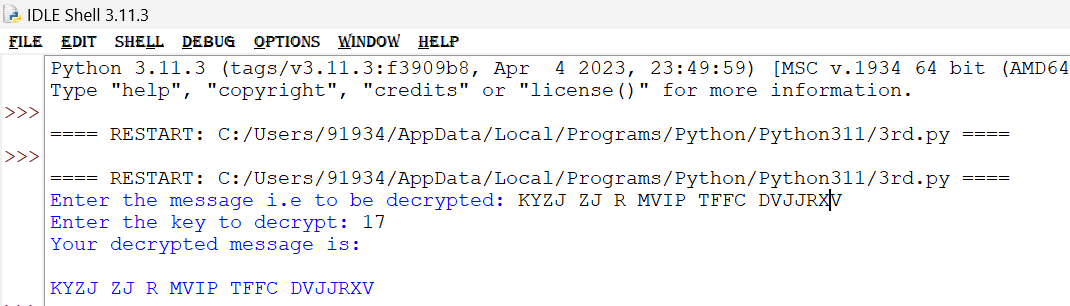 IDLE Shell 3.11.3
FILE EDIT SHELL DEBUG OPTIONS WINDOW HELP
Python 3.11.3 (tags/v3.11.3:f3909b8, Apr  4 2023, 23:49:59) [MSC v.1934 64 bit (AMD64
Type "help", "copyright", "credits" or "license()" for more information.
>>>
==== RESTART: C:/Users/91934/AppData/Local/Programs/Python/Python311/3rd.py ====
>>>
==== RESTART: C:/Users/91934/AppData/Local/Programs/Python/Python311/3rd.py ====
Enter the message i.e to be decrypted: KYZJ ZJ R MVIP TFFC DVJJRXV
Enter the key to decrypt: 17
Your decrypted message is:
KYZJ ZJ R MVIP TFFC DVJJRXV